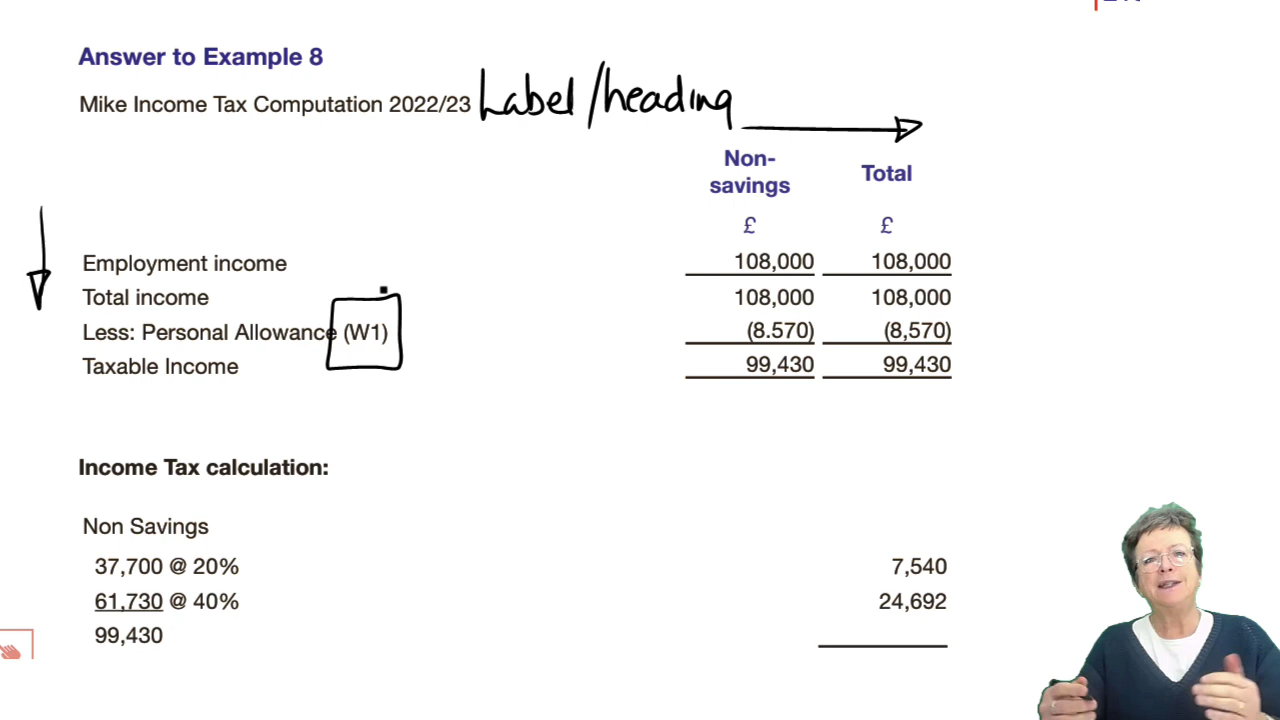 Answer to Example 8
Mike Income Tax Computation 2022/23 Label/heading
Non-
savings Total
£ £
Employment income 108,000 108,000
Total income 108,000 108,000
Less: Personal Allowance (W1) (8.570) (8,570)
Taxable Income 99,430 99,430
Income Tax calculation:
Non Savings
37,700 @ 20% 7,540
61,730 @ 40% 24,692
99,430